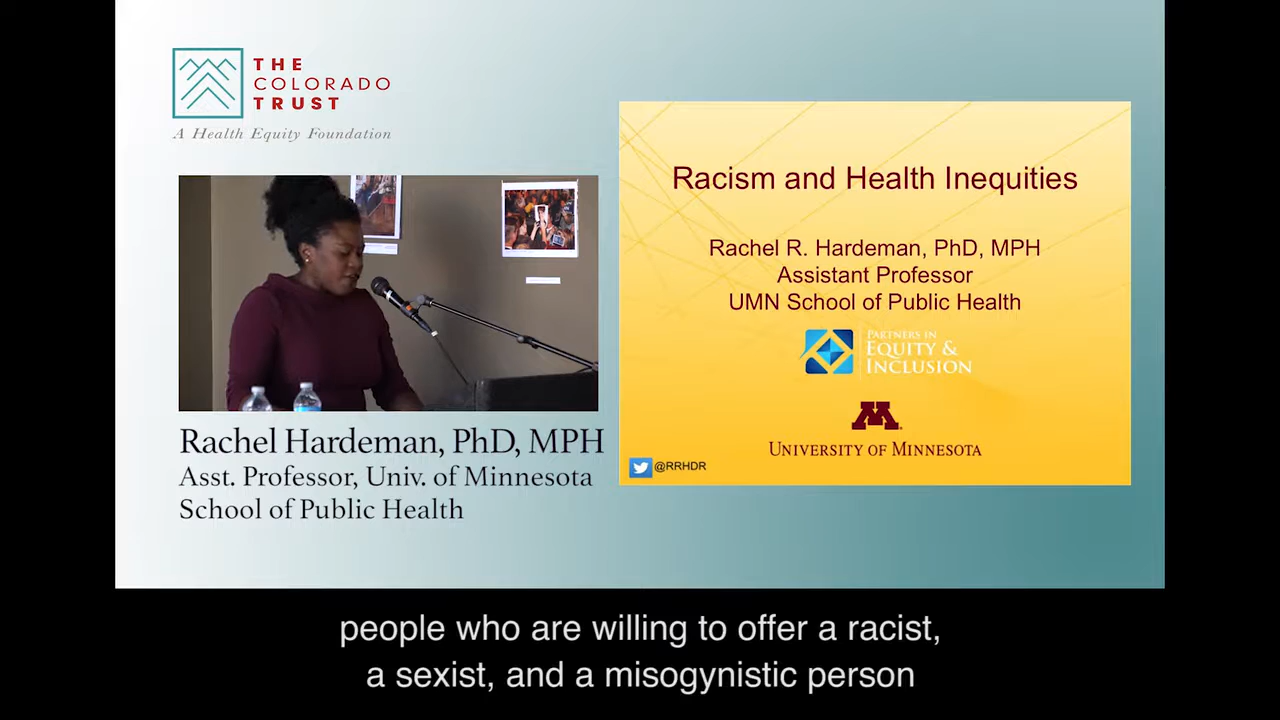 THE
COLORADO
TRUST
A Health Equity Foundation
Rachel Hardeman, PhD, MPH
Asst. Professor, Univ. of Minnesota
School of Public Health
Racism and Health Inequities
Rachel R. Hardeman, PhD, MPH
Assistant Professor
UMN School of Public Health
PARTNERS IN
EQUITY &
INCLUSION
M
UNIVERSITY OF MINNESOTA
@RRHDR
people who are willing to offer a racist,
a sexist, and a misogynistic person